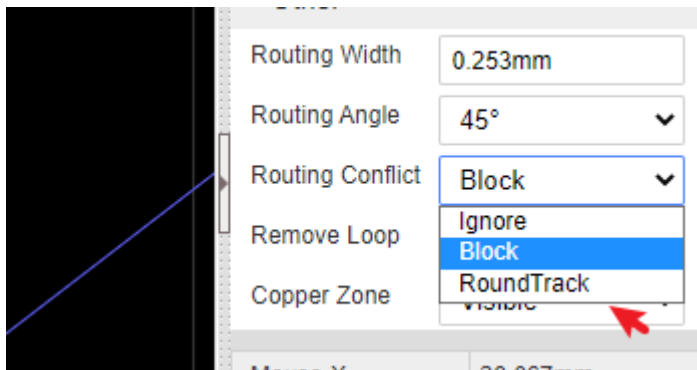 Routing Width 0.253mm
Routing Angle 45°
Routing Conflict Block
Ignore
Remove Loop Block
RoundTrack
Copper Zone